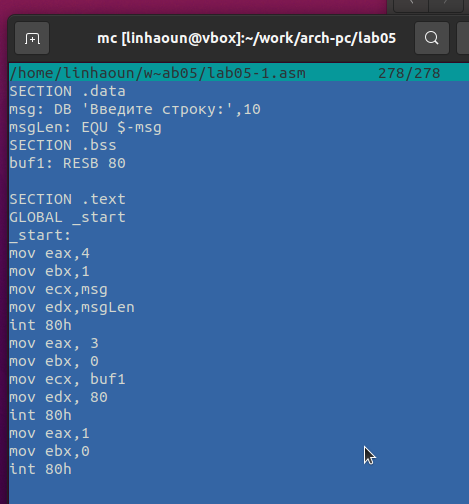 mc [linhaoun@vbox]:~/work/arch-pc/lab05
/home/linhaoun/w~ab05/lab05-1.asm 278/278
SECTION .data
msg: DB 'Введите строку:',10
msgLen: EQU $-msg
SECTION .bss
buf1: RESB 80
SECTION .text
GLOBAL _start
_start:
mov eax,4
mov ebx,1
mov ecx,msg
mov edx,msgLen
int 80h
mov eax, 3
mov ebx, 0
mov ecx, buf1
mov edx, 80
int 80h
mov eax,1
mov ebx,0
int 80h